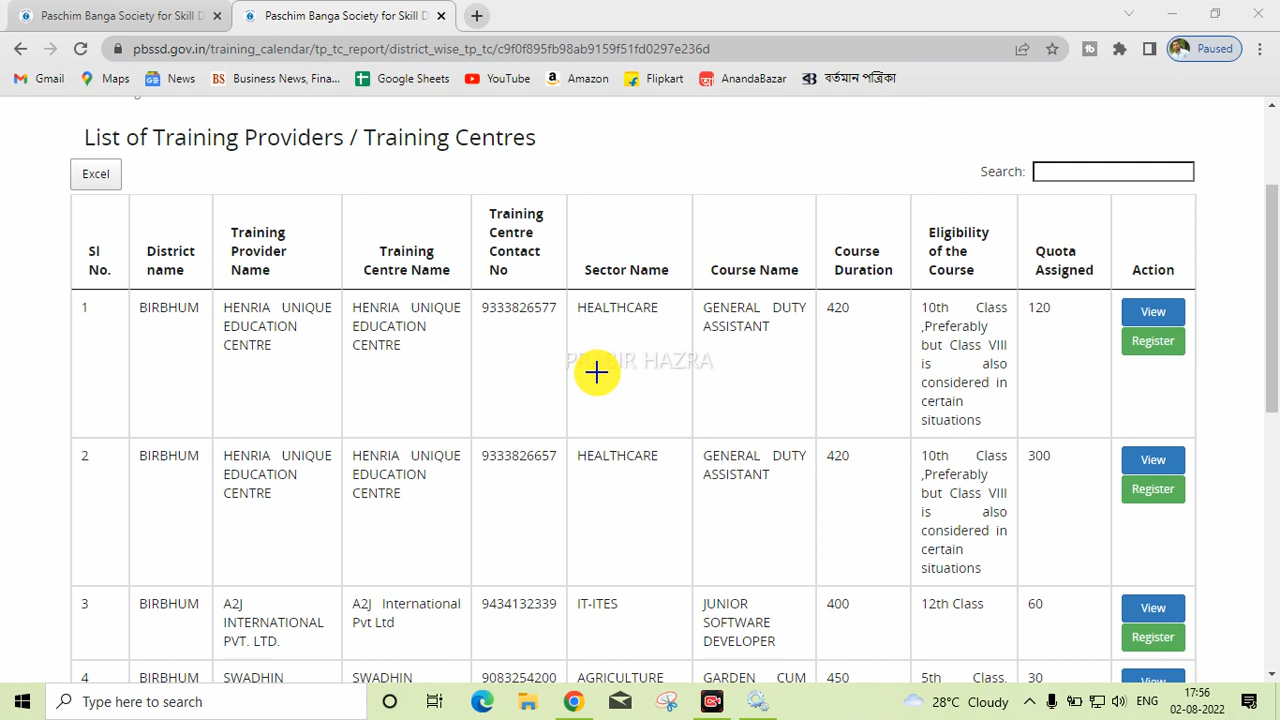 Paschim Banga Society for Skill D
Paschim Banga Society for Skill D
pbssd.gov.in/training_calendar/tp_tc_report/district_wise_tp_tc/c9f0f895fb98ab9159f51fd0297e236d
Paused
Gmail Maps News Business News, Fina... Google Sheets YouTube Amazon Flipkart AnandaBazar বর্তমান পত্রিকা
List of Training Providers / Training Centres
Excel
Search:
Sl No.
District name
Training Provider Name
Training Centre Name
Training Centre Contact No
Sector Name
Course Name
Course Duration
Eligibility of the Course
Quota Assigned
Action
1
BIRBHUM
HENRIA UNIQUE
EDUCATION
CENTRE
HENRIA UNIQUE
EDUCATION
CENTRE
9333826577
HEALTHCARE
GENERAL DUTY
ASSISTANT
420
10th Class
,Preferably
but Class VIII
is also
considered in
certain
situations
120
View
Register
PRABIR HAZRA
2
BIRBHUM
HENRIA UNIQUE
EDUCATION
CENTRE
HENRIA UNIQUE
EDUCATION
CENTRE
9333826657
HEALTHCARE
GENERAL DUTY
ASSISTANT
420
10th Class
,Preferably
but Class VIII
is also
considered in
certain
situations
300
View
Register
3
BIRBHUM
A2J
INTERNATIONAL
PVT. LTD.
A2J International
Pvt Ltd
9434132339
IT-ITES
JUNIOR
SOFTWARE
DEVELOPER
400
12th Class
60
View
Register
4
BIRBHUM
SWADHIN
SWADHIN
9083254200
AGRICULTURE
GARDEN CUM
450
5th Class,
30
View
Type here to search
28°C Cloudy
ENG
17:56
02-08-2022